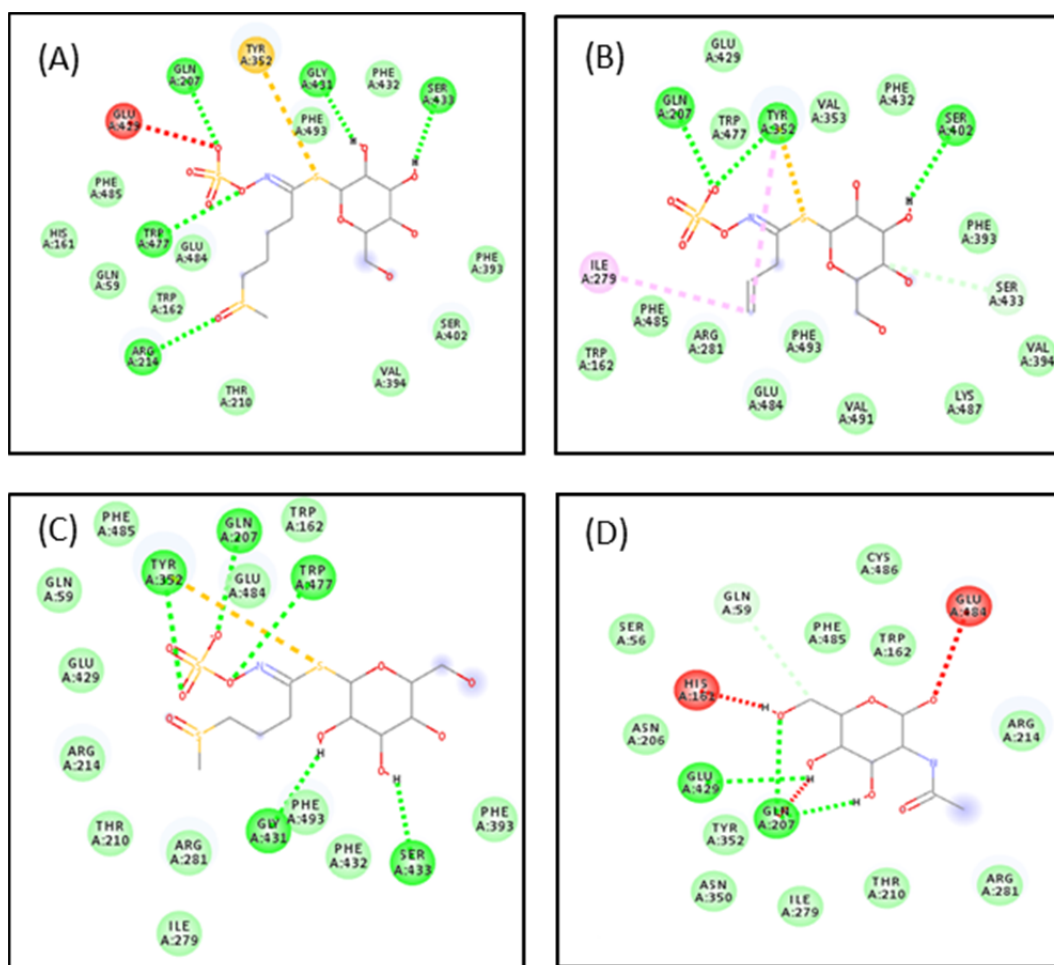 (A)
TYR
A:352
GLN
A:207
GLY
A:431
PHE
A:432
SER
A:433
GLU
A:429
PHE
A:493
H
H
O
O
O
O
S
O
O
N
S
PHE
A:485
HIS
A:161
TRP
A:477
GLU
A:484
O
O
O
GLN
A:59
PHE
A:393
TRP
A:162
O
S
SER
A:402
ARG
A:214
VAL
A:394
THR
A:210
(B)
GLU
A:429
GLN
A:207
TRP
A:477
TYR
A:352
VAL
A:353
PHE
A:432
SER
A:402
H
O
O
O
O
S
O
O
N
S
PHE
A:393
ILE
A:279
O
O
SER
A:433
O
PHE
A:485
ARG
A:281
PHE
A:493
TRP
A:162
VAL
A:394
GLU
A:484
VAL
A:491
LYS
A:487
(C)
PHE
A:485
GLN
A:207
TRP
A:162
TYR
A:352
GLU
A:484
TRP
A:477
GLN
A:59
O
O
S
O
O
N
S
O
O
GLU
A:429
O
S
O
O
O
H
H
ARG
A:214
THR
A:210
ARG
A:281
GLY
A:431
PHE
A:493
PHE
A:432
SER
A:433
PHE
A:393
ILE
A:279
(D)
CYS
A:486
GLN
A:59
GLU
A:484
SER
A:56
PHE
A:485
TRP
A:162
HIS
A:161
H
O
O
O
ASN
A:206
ARG
A:214
GLU
A:429
O
H
N
H
O
O
GLN
A:207
TYR
A:352
ASN
A:350
ILE
A:279
THR
A:210
ARG
A:281